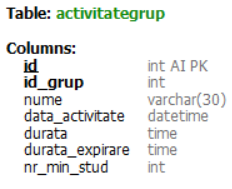 Table: activitategrup
Columns:
id int AI PK
id_grup int
nume varchar(30)
data_activitate datetime
durata time
durata_expirare time
nr_min_stud int